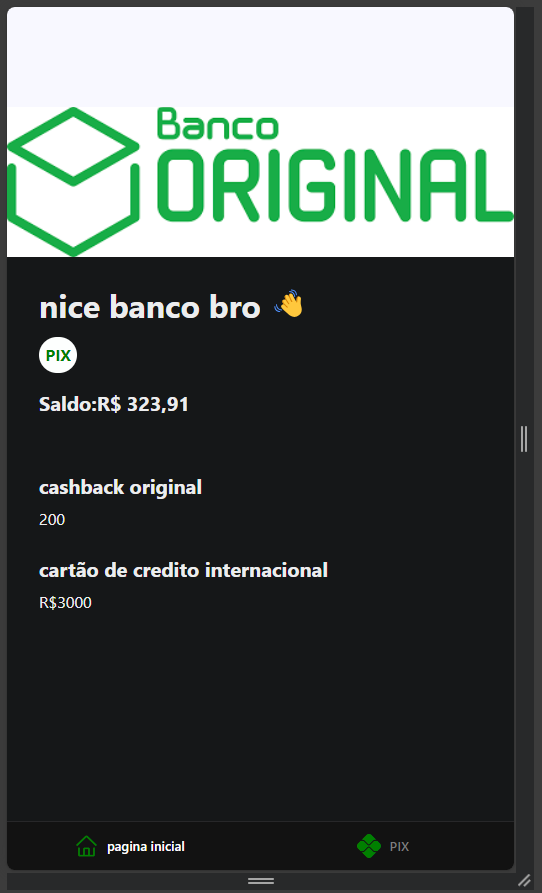 Banco
ORIGINAL
nice banco bro 👋
PIX
Saldo:R$ 323,91
cashback original
200
cartão de credito internacional
R$3000
pagina inicial
PIX